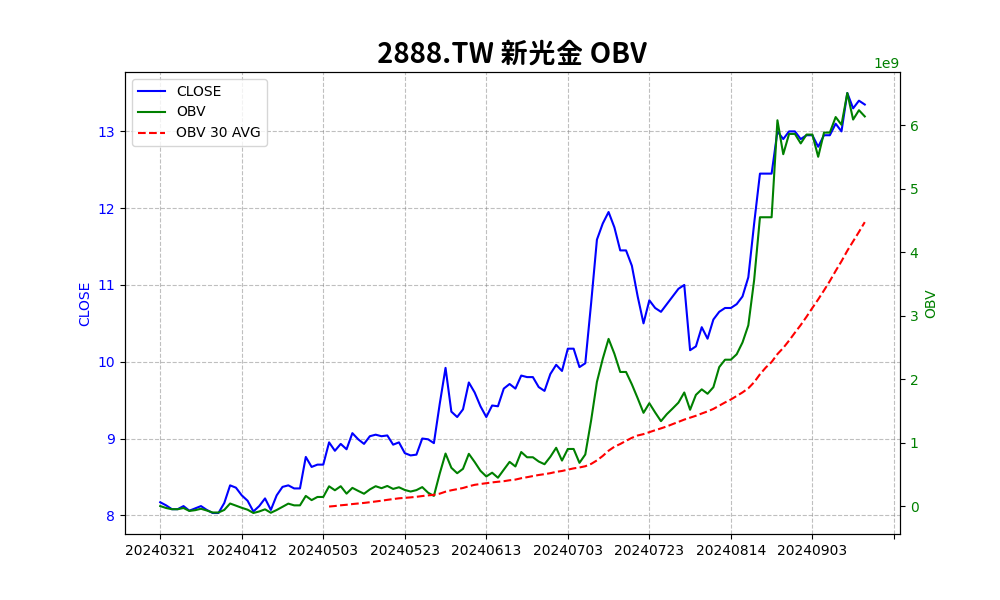 2888.TW 新光金 OBV
1e9
CLOSE
OBV
OBV 30 AVG
13
12
11
10
9
8
CLOSE
6
5
4
3
2
1
0
OBV
20240321 20240412 20240503 20240523 20240613 20240703 20240723 20240814 20240903